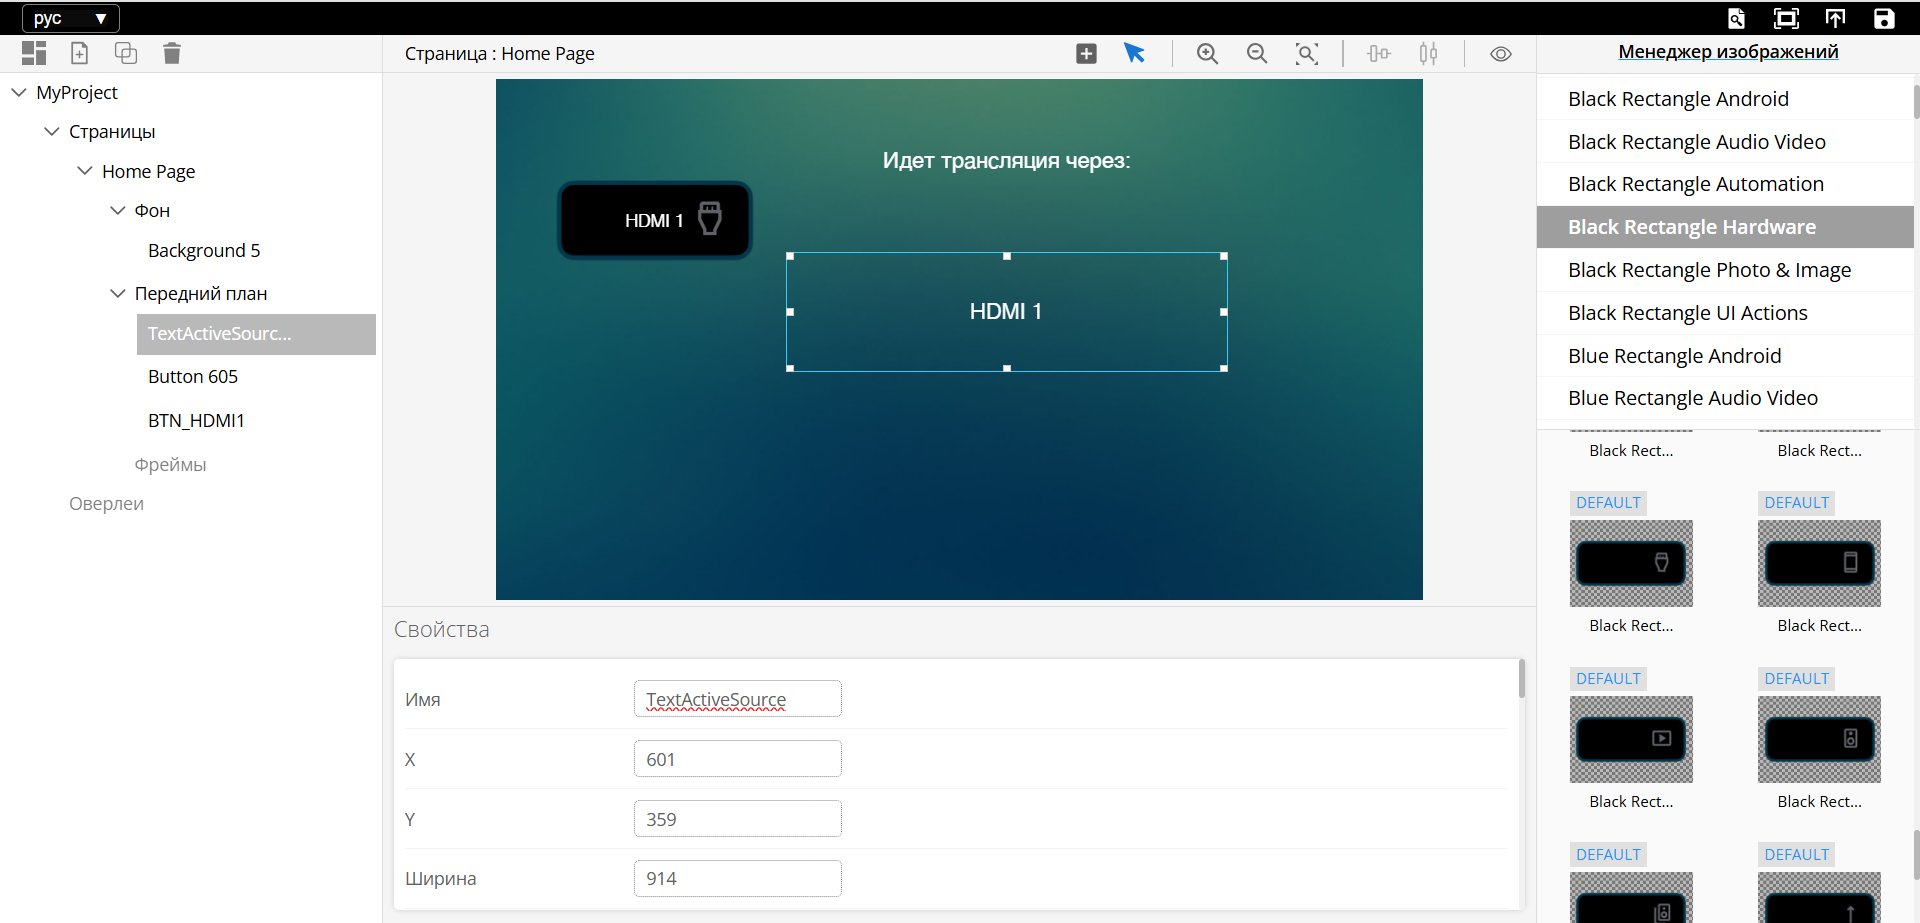 рус ▼
Страница : Home Page
Менеджер изображений
MyProject
Страницы
Home Page
Фон
Background 5
Передний план
TextActiveSourc...
Button 605
BTN_HDMI1
Фреймы
Оверлеи
Идет трансляция через:
HDMI 1
HDMI 1
Свойства
Имя
TextActiveSource
X
601
Y
359
Ширина
914
Black Rectangle Android
Black Rectangle Audio Video
Black Rectangle Automation
Black Rectangle Hardware
Black Rectangle Photo & Image
Black Rectangle UI Actions
Blue Rectangle Android
Blue Rectangle Audio Video
Black Rect... Black Rect...
DEFAULT DEFAULT
Black Rect... Black Rect...
DEFAULT DEFAULT
Black Rect... Black Rect...
DEFAULT DEFAULT